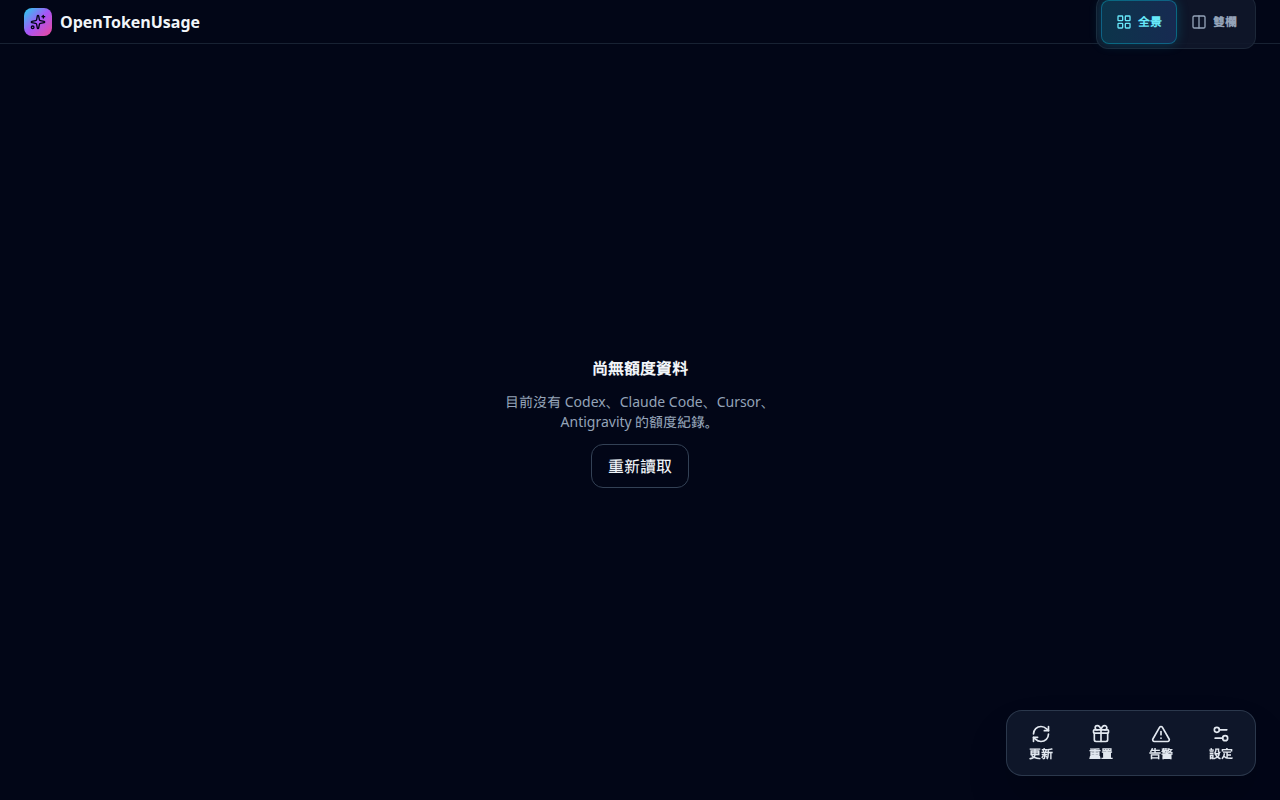 OpenTokenUsage
全景
雙欄
尚無額度資料
目前沒有 Codex、Claude Code、Cursor、
Antigravity 的額度紀錄。
重新讀取
更新
重置
告警
設定